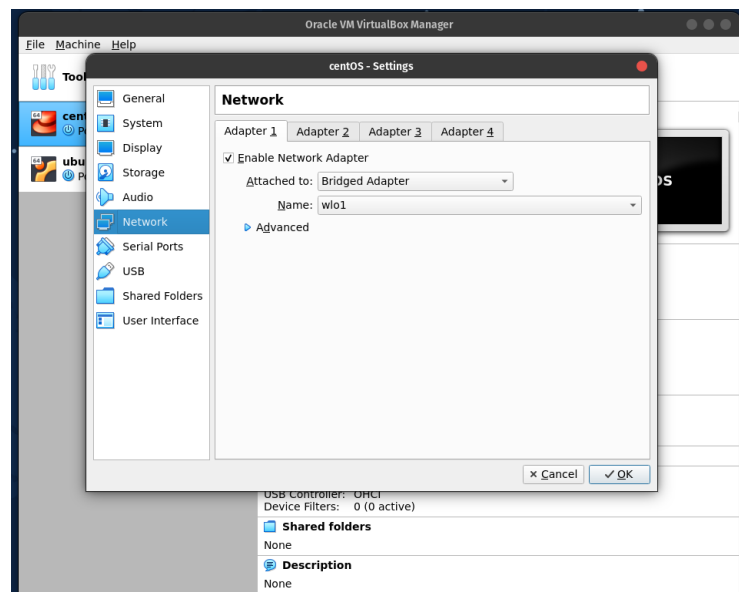 Oracle VM VirtualBox Manager
File Machine Help
centOS - Settings
General
System
Display
Storage
Audio
Network
Serial Ports
USB
Shared Folders
User Interface
Network
Adapter 1 Adapter 2 Adapter 3 Adapter 4
Enable Network Adapter
Attached to: Bridged Adapter
Name: wlo1
Advanced
Cancel OK
USB Controller: OHCI
Device Filters: 0 (0 active)
Shared folders
None
Description
None